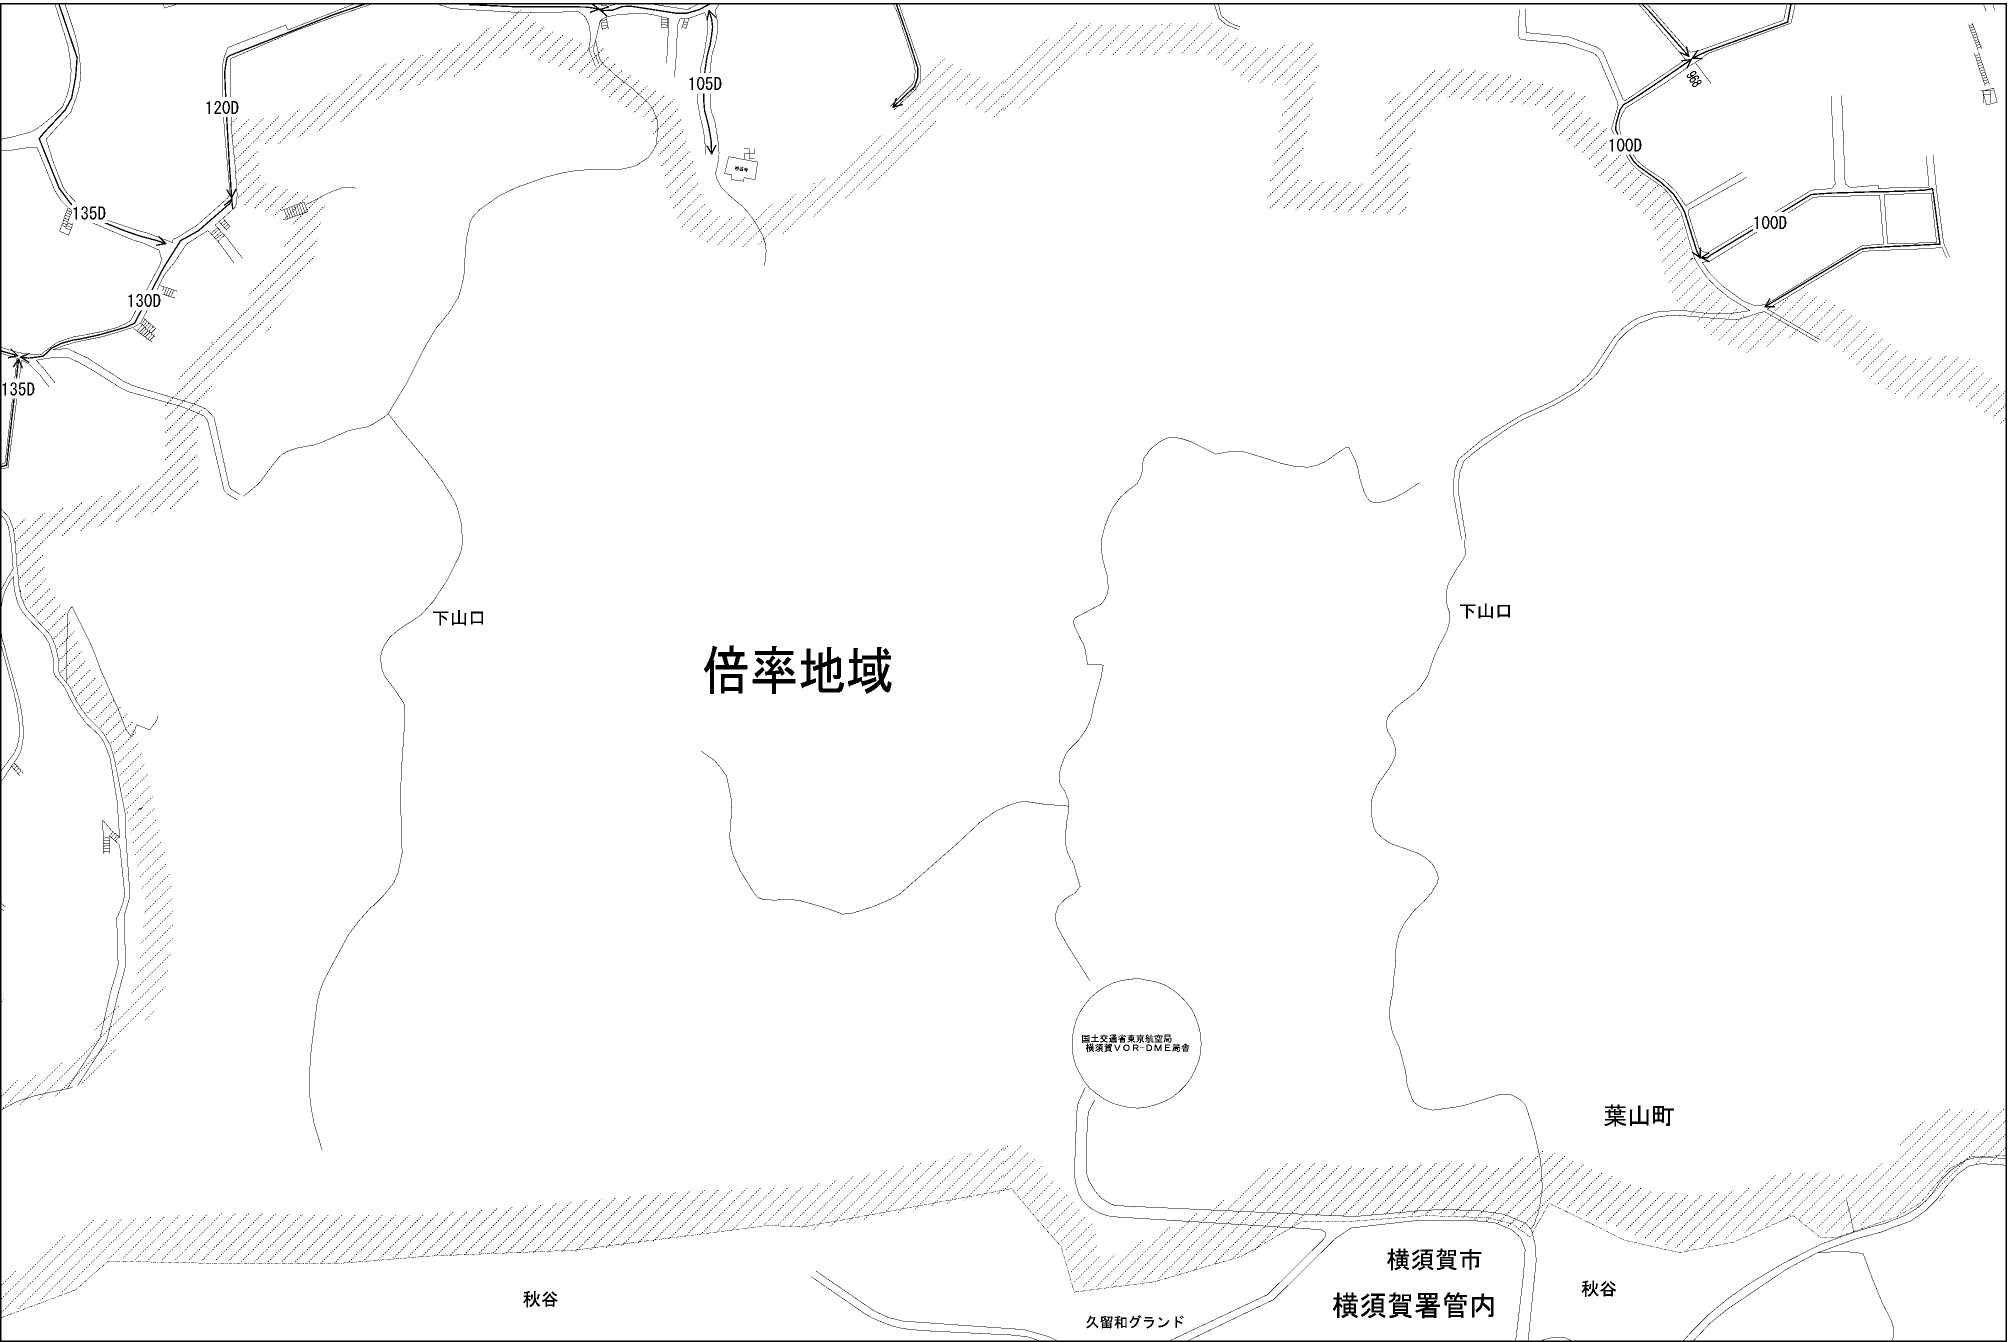 105D
968
120D
100D
135D
100D
130D
135D
下山口
下山口
倍率地域
国土交通省東京航空局
横須賀VOR-DME局舎
葉山町
横須賀市
秋谷
秋谷
横須賀署管内
久留和グランド